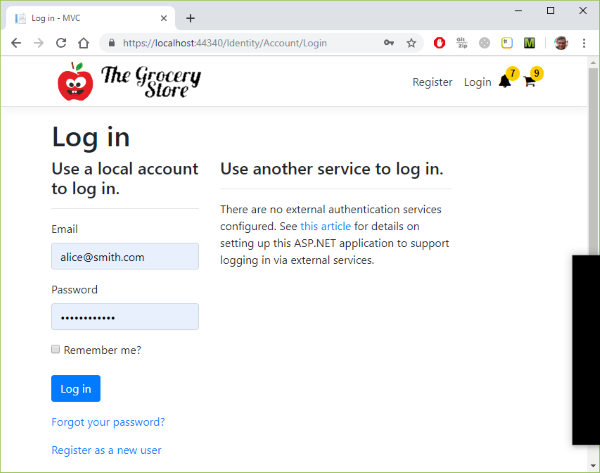 Log in - MVC
https://localhost:44340/Identity/Account/Login
The Grocery
Store
Register Login 7 9
Log in
Use a local account
to log in.
Email
alice@smith.com
Password
••••••••••••
Remember me?
Log in
Forgot your password?
Register as a new user
Use another service to log in.
There are no external authentication services
configured. See this article for details on
setting up this ASP.NET application to support
logging in via external services.